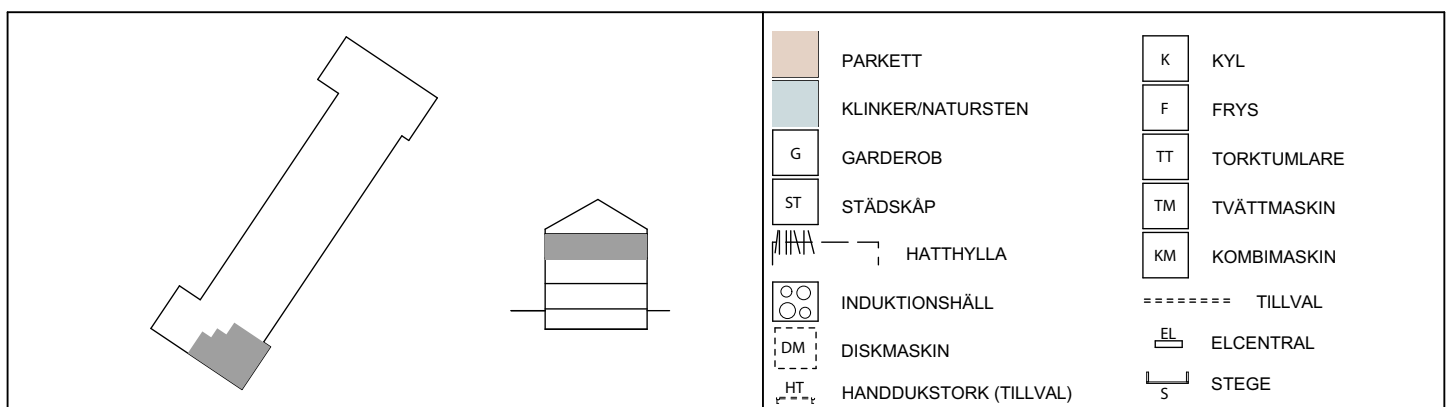 PARKETT
KLINKER/NATURSTEN
G GARDEROB
ST STÄDSKÅP
HATTHYLLA
INDUKTIONSHÄLL
DM DISKMASKIN
HT HANDDUKSTORK (TILLVAL)
K KYL
F FRYS
TT TORKTUMLARE
TM TVÄTTMASKIN
KM KOMBIMASKIN
TILLVAL
EL ELCENTRAL
S STEGE